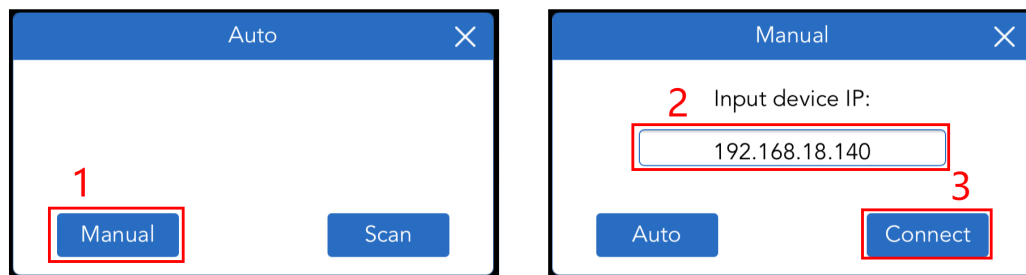 Auto
1
Manual
Scan
Manual
2
Input device IP:
192.168.18.140
3
Auto
Connect